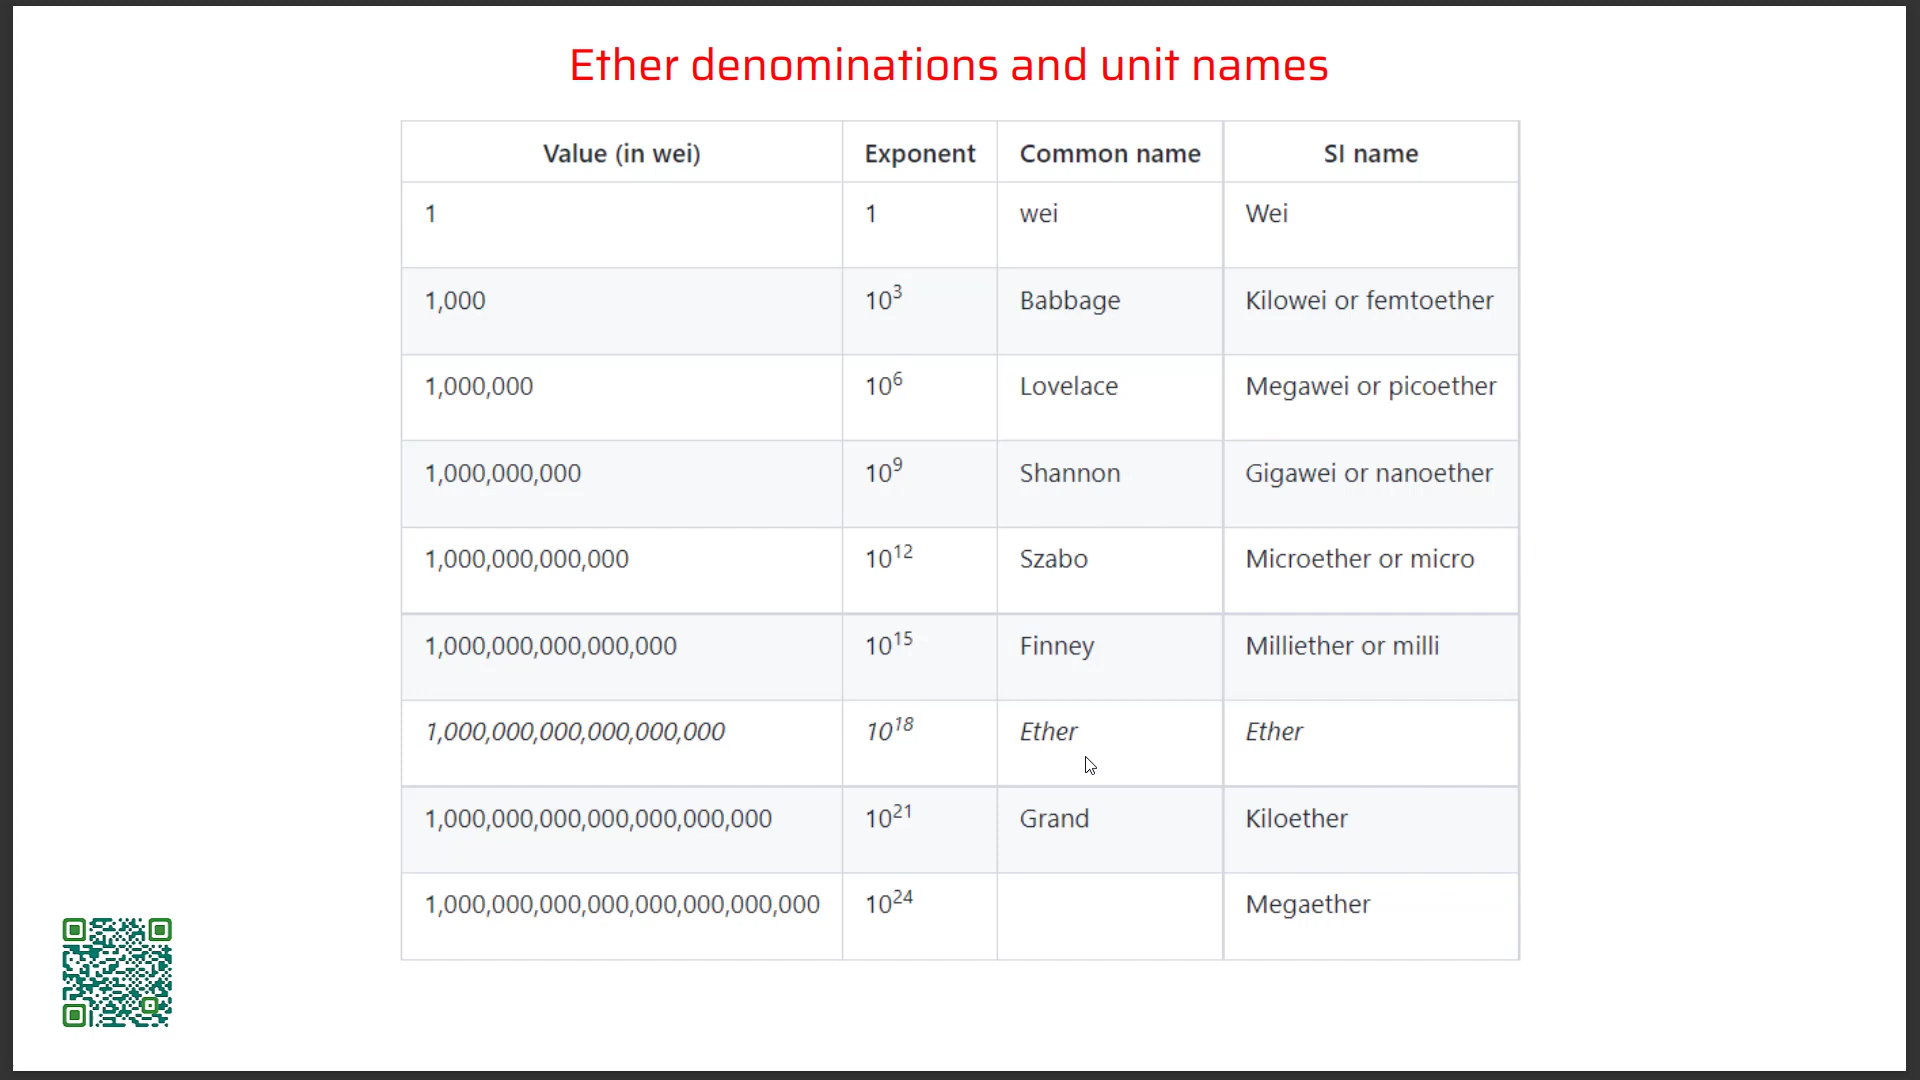 Ether denominations and unit names
Value (in wei) Exponent Common name SI name
1 1 wei Wei
1,000 10³ Babbage Kilowei or femtoether
1,000,000 10⁶ Lovelace Megawei or picoether
1,000,000,000 10⁹ Shannon Gigawei or nanoether
1,000,000,000,000 10¹² Szabo Microether or micro
1,000,000,000,000,000 10¹⁵ Finney Milliether or milli
1,000,000,000,000,000,000 10¹⁸ Ether Ether
1,000,000,000,000,000,000,000 10²¹ Grand Kiloether
1,000,000,000,000,000,000,000,000 10²⁴ Megaether